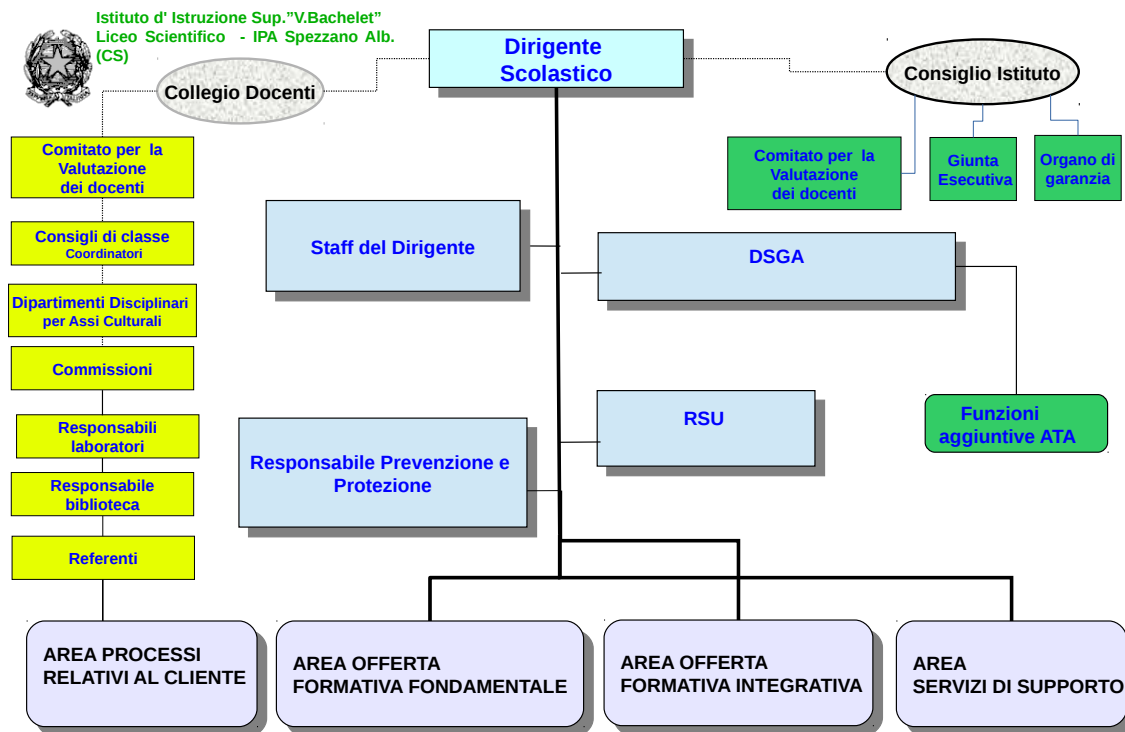 Istituto d' Istruzione Sup.”V.Bachelet”
Liceo Scientifico - IPA Spezzano Alb.
(CS)
Dirigente
Scolastico
Collegio Docenti
Consiglio Istituto
Comitato per la
Valutazione
dei docenti
Comitato per la
Valutazione
dei docenti
Giunta
Esecutiva
Organo di
garanzia
Consigli di classe
Coordinatori
Staff del Dirigente
DSGA
Dipartimenti Disciplinari
per Assi Culturali
Commissioni
Responsabili
laboratori
RSU
Funzioni
aggiuntive ATA
Responsabile Prevenzione e
Protezione
Responsabile
biblioteca
Referenti
AREA PROCESSI
RELATIVI AL CLIENTE
AREA OFFERTA
FORMATIVA FONDAMENTALE
AREA OFFERTA
FORMATIVA INTEGRATIVA
AREA
SERVIZI DI SUPPORTO